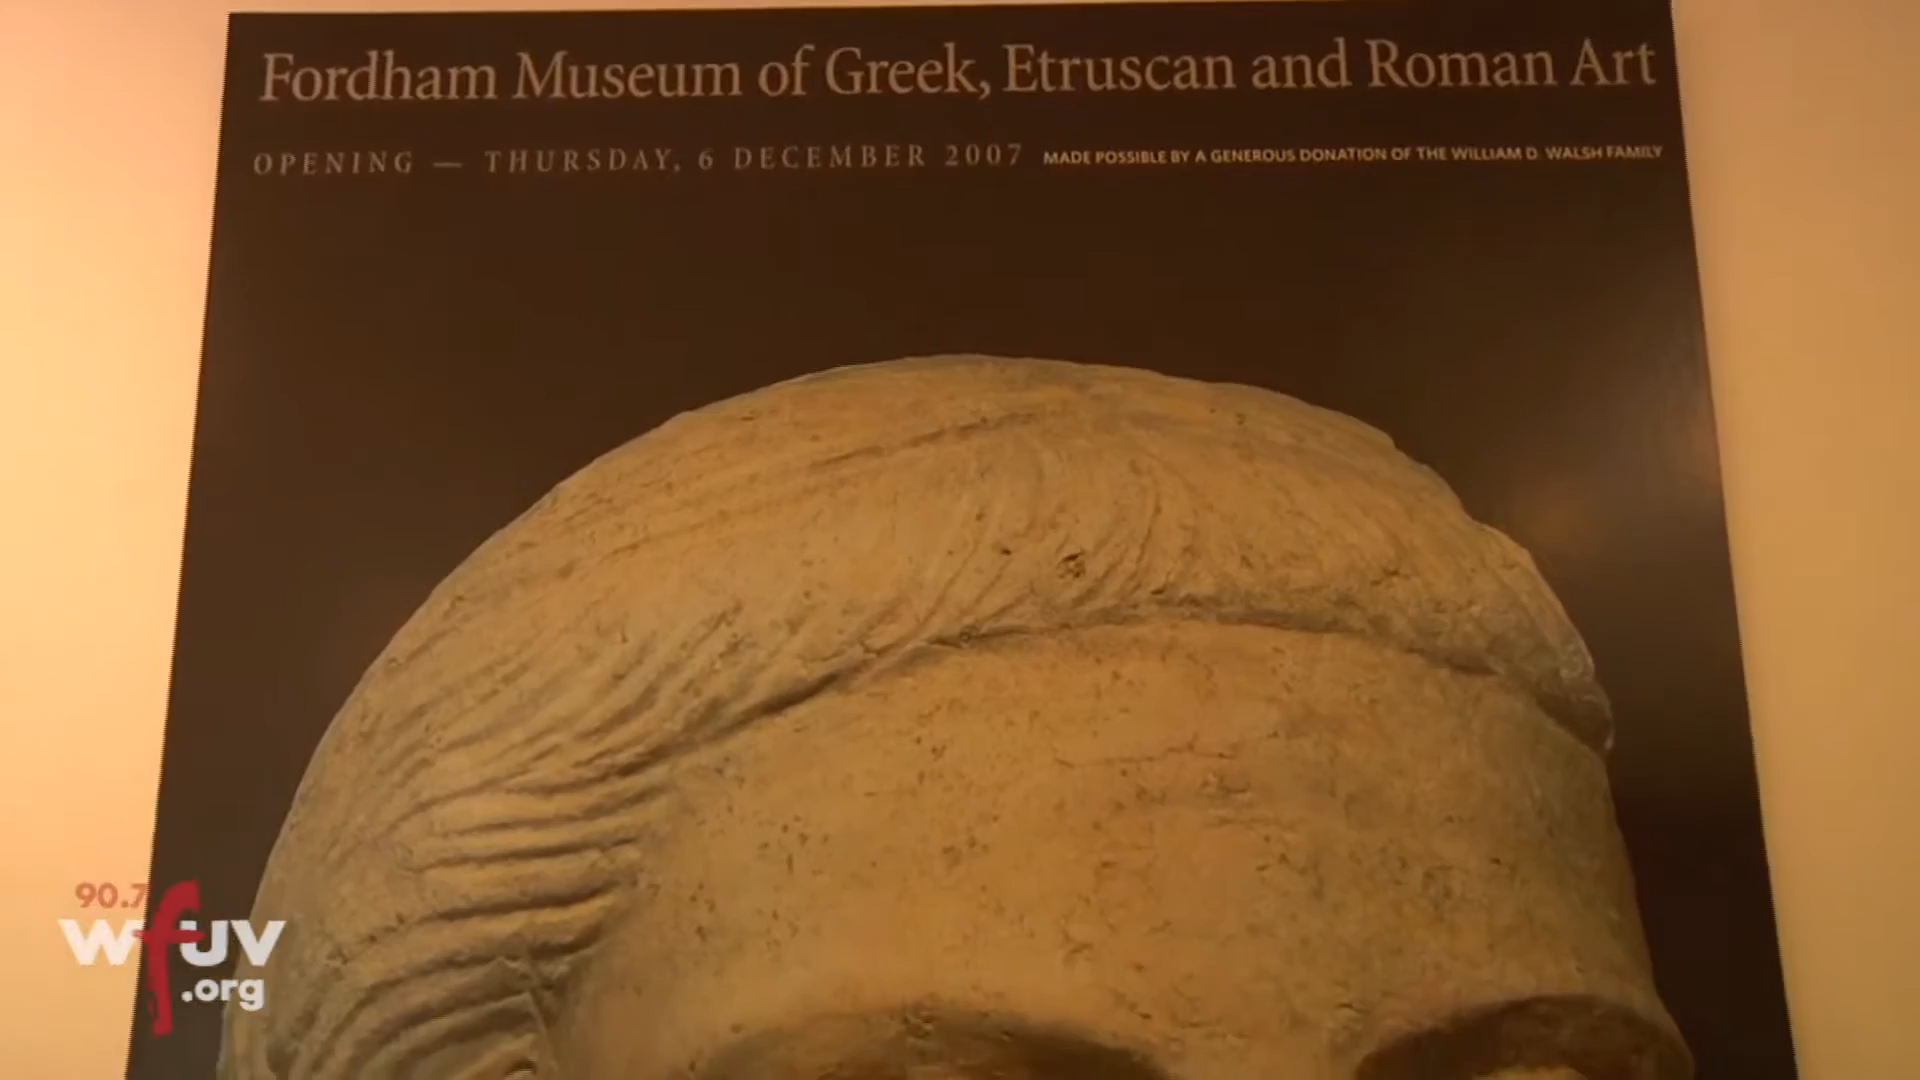 Fordham Museum of Greek, Etruscan and Roman Art
OPENING — THURSDAY, 6 DECEMBER 2007 MADE POSSIBLE BY A GENEROUS DONATION OF THE WILLIAM D. WALSH FAMILY
90.7
wfuv
.org